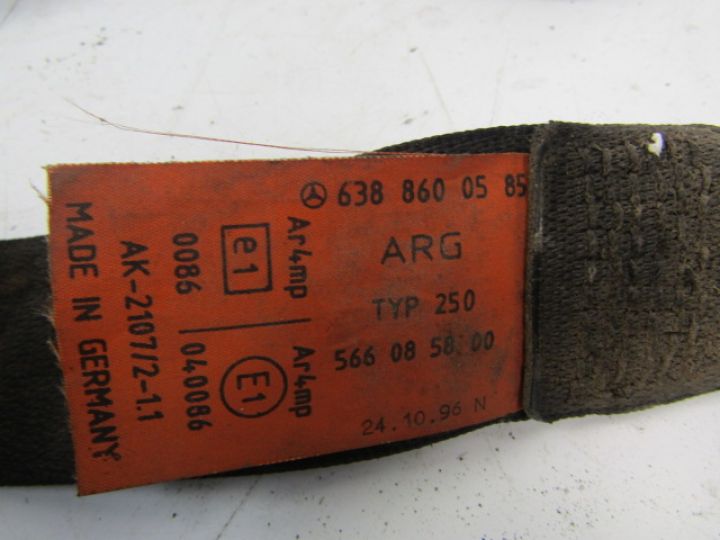 638 860 05 85
ARG
TYP 250
566 08 58 00
24.10.96 N
Ar4mp
e1
0086
Ar4mp
E1
040086
AK-2107/2-1.1
MADE IN GERMANY